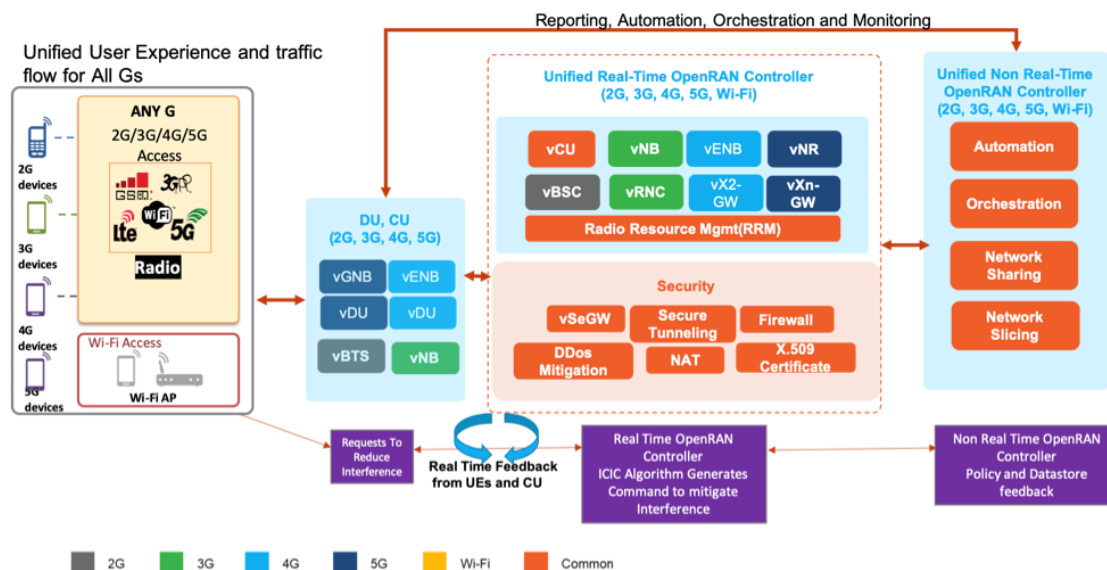 Reporting, Automation, Orchestration and Monitoring
Unified User Experience and traffic
flow for All Gs
ANY G
2G/3G/4G/5G
Access
GSM
3GPP
Lte
Wi Fi
5G
Radio
2G
devices
3G
devices
4G
devices
5G
devices
Wi-Fi Access
Wi-Fi AP
DU, CU
(2G, 3G, 4G, 5G)
vGNB
vENB
vDU
vDU
vBTS
vNB
Unified Real-Time OpenRAN Controller
(2G, 3G, 4G, 5G, Wi-Fi)
vCU
vNB
vENB
vNR
vBSC
vRNC
vX2-
GW
vXn-
GW
Radio Resource Mgmt(RRM)
Security
vSeGW
Secure
Tunneling
Firewall
DDos
Mitigation
NAT
X.509
Certificate
Unified Non Real-Time
OpenRAN Controller
(2G, 3G, 4G, 5G, Wi-Fi)
Automation
Orchestration
Network
Sharing
Network
Slicing
Requests To
Reduce
Interference
Real Time Feedback
from UEs and CU
Real Time OpenRAN
Controller
ICIC Algorithm Generates
Command to mitigate
Interference
Non Real Time OpenRAN
Controller
Policy and Datastore
feedback
2G
3G
4G
5G
Wi-Fi
Common